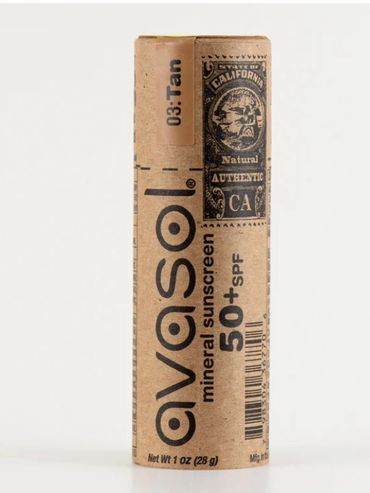 03:Tan
STATE OF
CALIFORNIA
Natural
AUTHENTIC
CA
avasol®
mineral sunscreen
50+SPF
Net Wt 1 OZ (28 g)